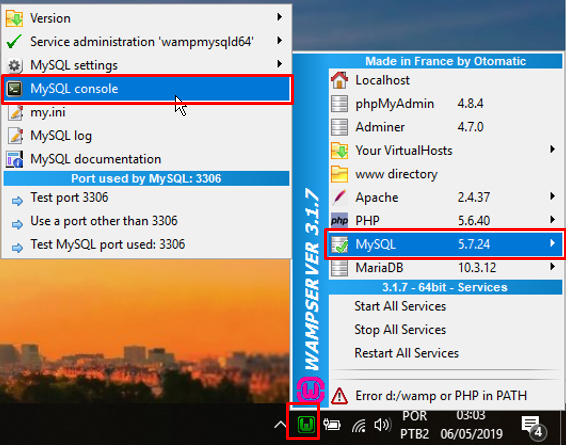 Version
Service administration 'wampmysqld64'
MySQL settings
MySQL console
my.ini
MySQL log
MySQL documentation
Port used by MySQL: 3306
Test port 3306
Use a port other than 3306
Test MySQL port used: 3306
Made in France by Otomatic
Localhost
phpMyAdmin 4.8.4
Adminer 4.7.0
Your VirtualHosts
www directory
Apache 2.4.37
php PHP 5.6.40
MySQL 5.7.24
MariaDB 10.3.12
3.1.7 - 64bit - Services
Start All Services
Stop All Services
Restart All Services
Error d:/wamp or PHP in PATH
WAMPSERVER 3.1.7
POR
PTB2
03:03
06/05/2019
4